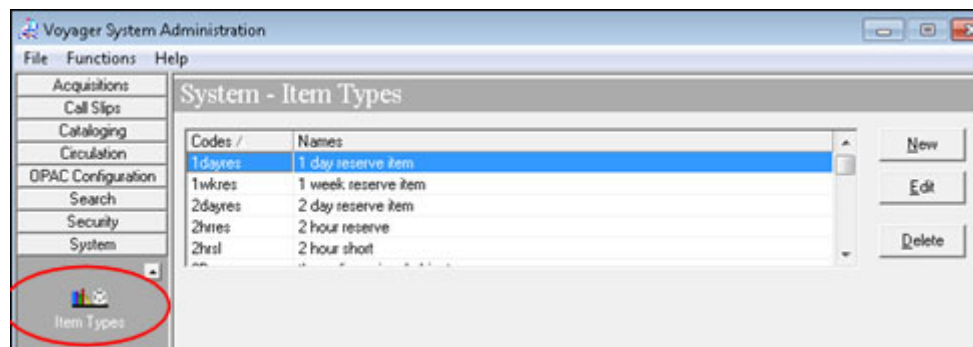 Voyager System Administration
File Functions Help
Acquisitions
Call Slips
Cataloging
Circulation
OPAC Configuration
Search
Security
System
Item Types
System - Item Types
Codes / Names
1dayres 1 day reserve item
1wkres 1 week reserve item
2dayres 2 day reserve item
2hrres 2 hour reserve
2hrsl 2 hour short
New
Edit
Delete